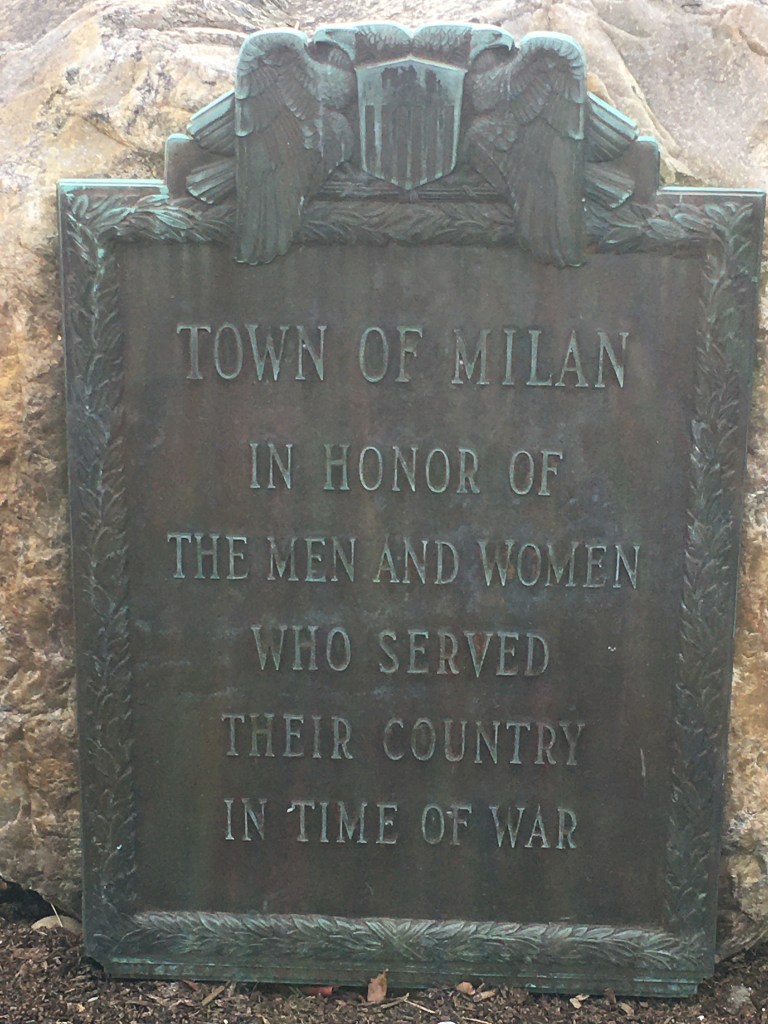 TOWN OF MILAN
IN HONOR OF
THE MEN AND WOMEN
WHO SERVED
THEIR COUNTRY
IN TIME OF WAR